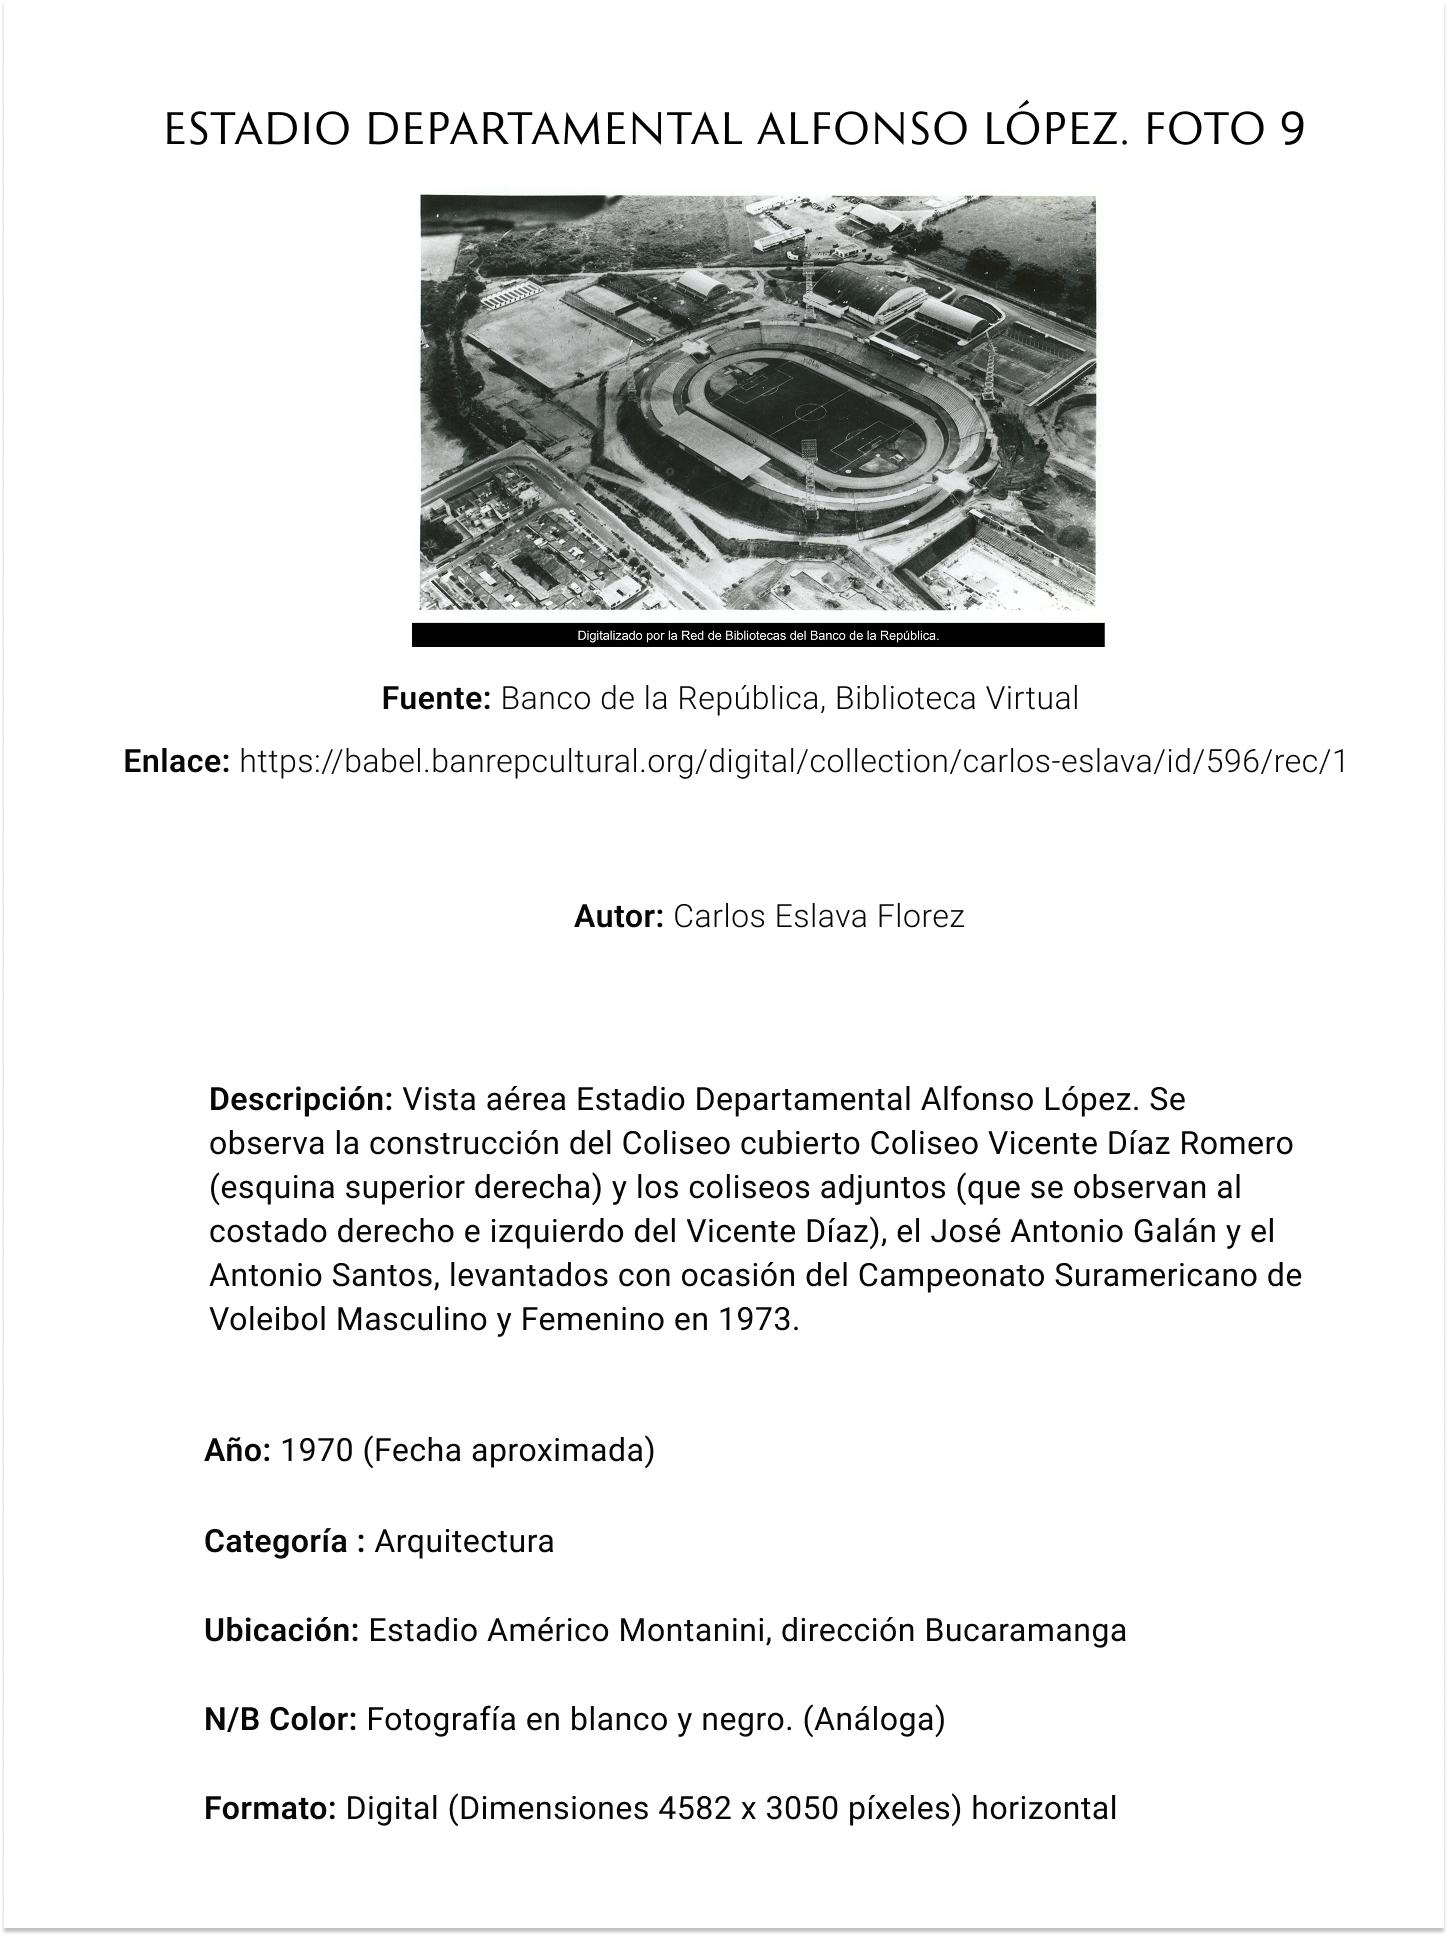 ESTADIO DEPARTAMENTAL ALFONSO LÓPEZ. FOTO 9
Digitalizado por la Red de Bibliotecas del Banco de la República.
Fuente: Banco de la República, Biblioteca Virtual
Enlace: https://babel.banrepcultural.org/digital/collection/carlos-eslava/id/596/rec/1
Autor: Carlos Eslava Florez
Descripción: Vista aérea Estadio Departamental Alfonso López. Se
observa la construcción del Coliseo cubierto Coliseo Vicente Díaz Romero
(esquina superior derecha) y los coliseos adjuntos (que se observan al
costado derecho e izquierdo del Vicente Díaz), el José Antonio Galán y el
Antonio Santos, levantados con ocasión del Campeonato Suramericano de
Voleibol Masculino y Femenino en 1973.
Año: 1970 (Fecha aproximada)
Categoría : Arquitectura
Ubicación: Estadio Américo Montanini, dirección Bucaramanga
N/B Color: Fotografía en blanco y negro. (Análoga)
Formato: Digital (Dimensiones 4582 x 3050 píxeles) horizontal